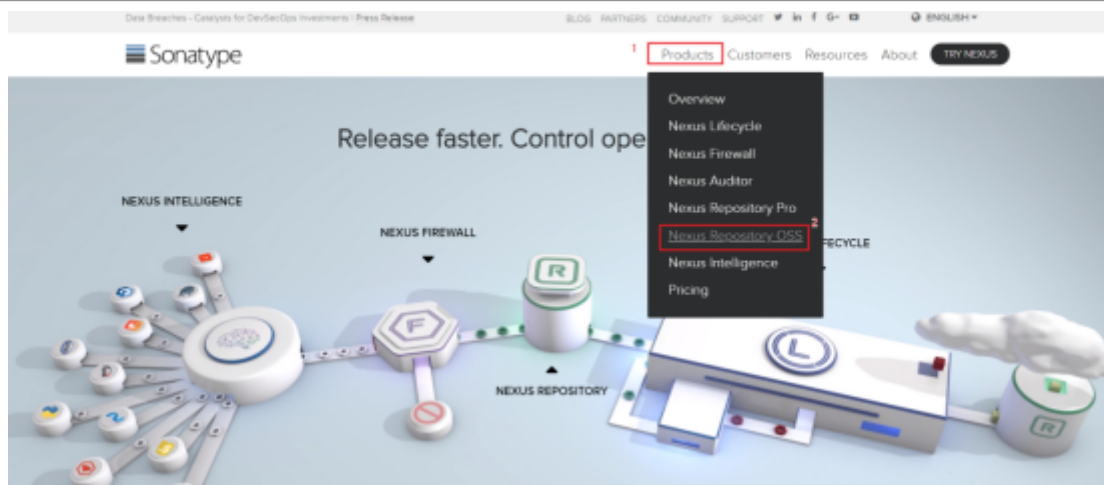 Data Breaches - Catalysts for DevSecOps Investments | Press Release
BLOG PARTNERS COMMUNITY SUPPORT in f G+ ENGLISH
Sonatype
1 Products Customers Resources About TRY NEXUS
Overview
Release faster. Control ope
Nexus Lifecycle
Nexus Firewall
Nexus Auditor
Nexus Repository Pro
2
Nexus Repository OSS
Nexus Intelligence
Pricing
NEXUS INTELLIGENCE
NEXUS FIREWALL
FECYCLE
R
F
L
NEXUS REPOSITORY
R